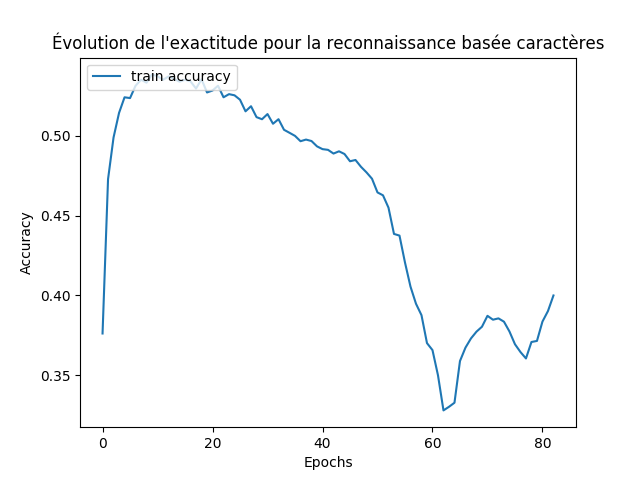 Évolution de l'exactitude pour la reconnaissance basée caractères
train accuracy
0.50
0.45
0.40
0.35
Accuracy
0 20 40 60 80
Epochs